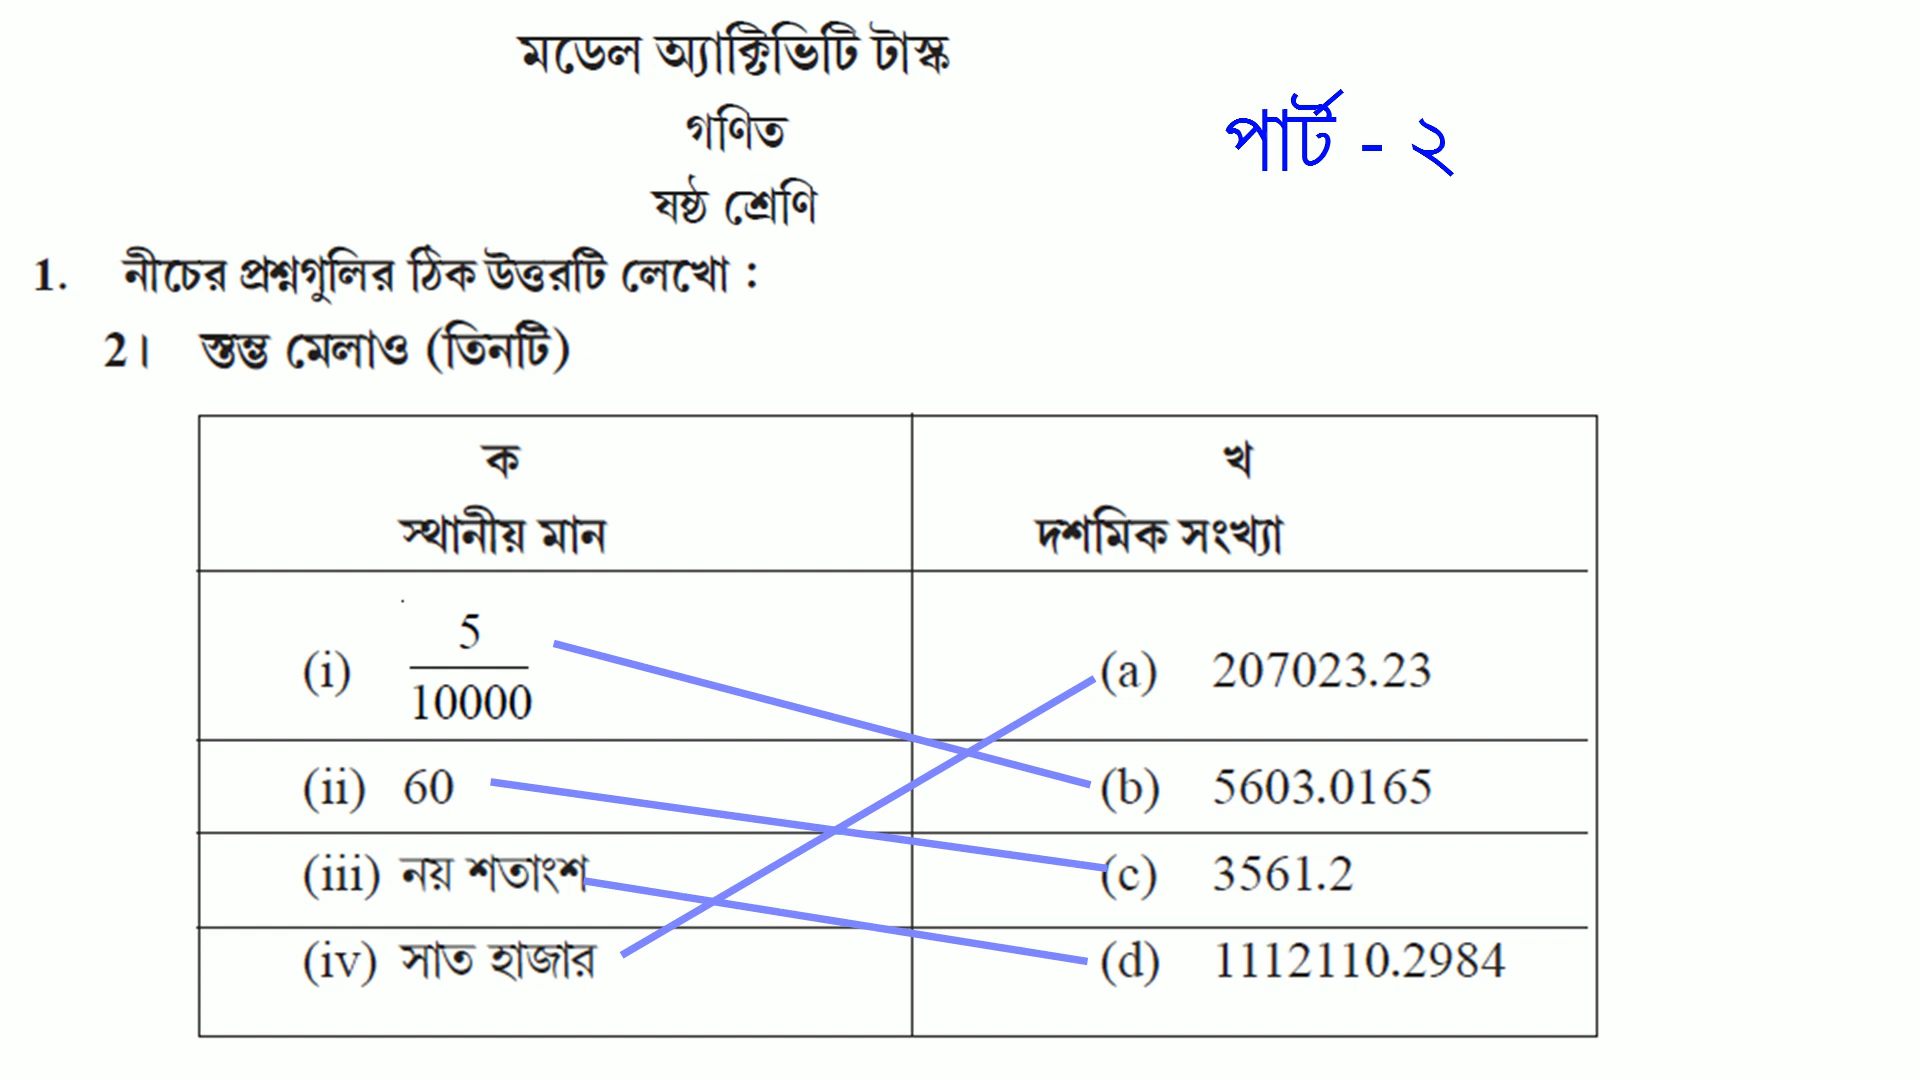 মডেল অ্যাক্টিভিটি টাস্ক
গণিত
পার্ট - ২
ষষ্ঠ শ্রেণি
1. নীচের প্রশ্নগুলির ঠিক উত্তরটি লেখো :
2। স্তম্ভ মেলাও (তিনটি)
ক খ
স্থানীয় মান দশমিক সংখ্যা
(i) 5/10000 (a) 207023.23
(ii) 60 (b) 5603.0165
(iii) নয় শতাংশ (c) 3561.2
(iv) সাত হাজার (d) 1112110.2984